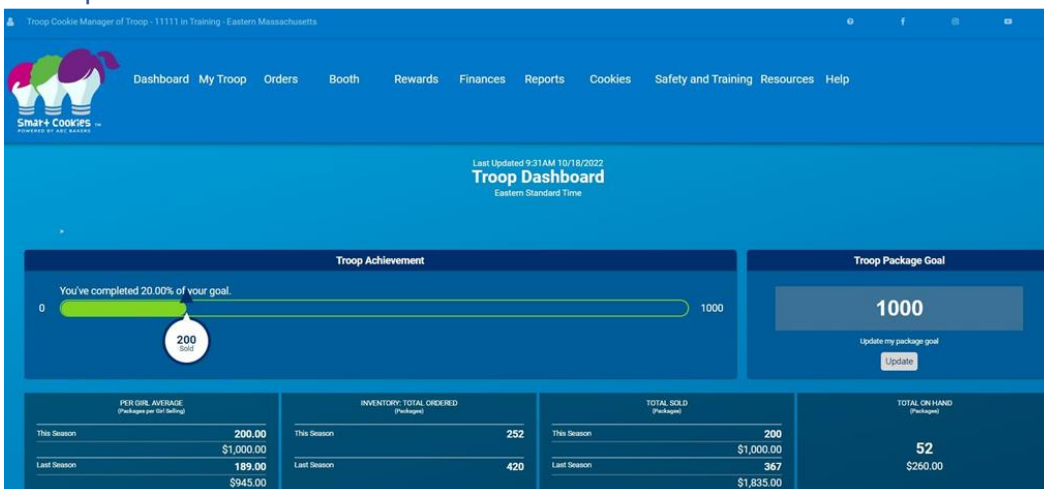 Troop Cookie Manager of Troop - 11111 in Training - Eastern Massachusetts
Dashboard My Troop Orders Booth Rewards Finances Reports Cookies Safety and Training Resources Help
Smart Cookies TM
POWERED BY ABC BAKERS
Last Updated 9:31AM 10/18/2022
Troop Dashboard
Eastern Standard Time
Troop Achievement
You've completed 20.00% of your goal.
0 1000
200
Sold
Troop Package Goal
1000
Update my package goal
Update
PER GIRL AVERAGE
(Packages per Girl Selling)
This Season 200.00
$1,000.00
Last Season 189.00
$945.00
INVENTORY: TOTAL ORDERED
(Packages)
This Season 252
Last Season 420
TOTAL SOLD
(Packages)
This Season 200
$1,000.00
Last Season 367
$1,835.00
TOTAL ON HAND
(Packages)
52
$260.00